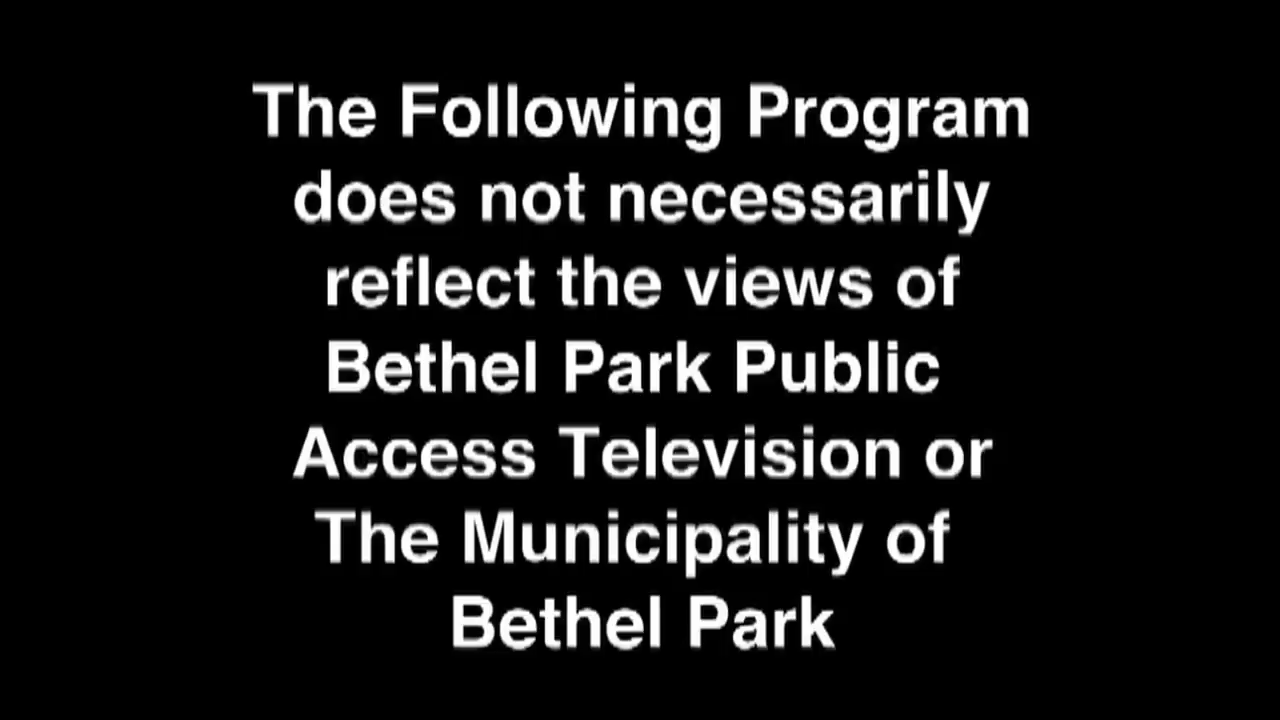 The Following Program
does not necessarily
reflect the views of
Bethel Park Public
Access Television or
The Municipality of
Bethel Park